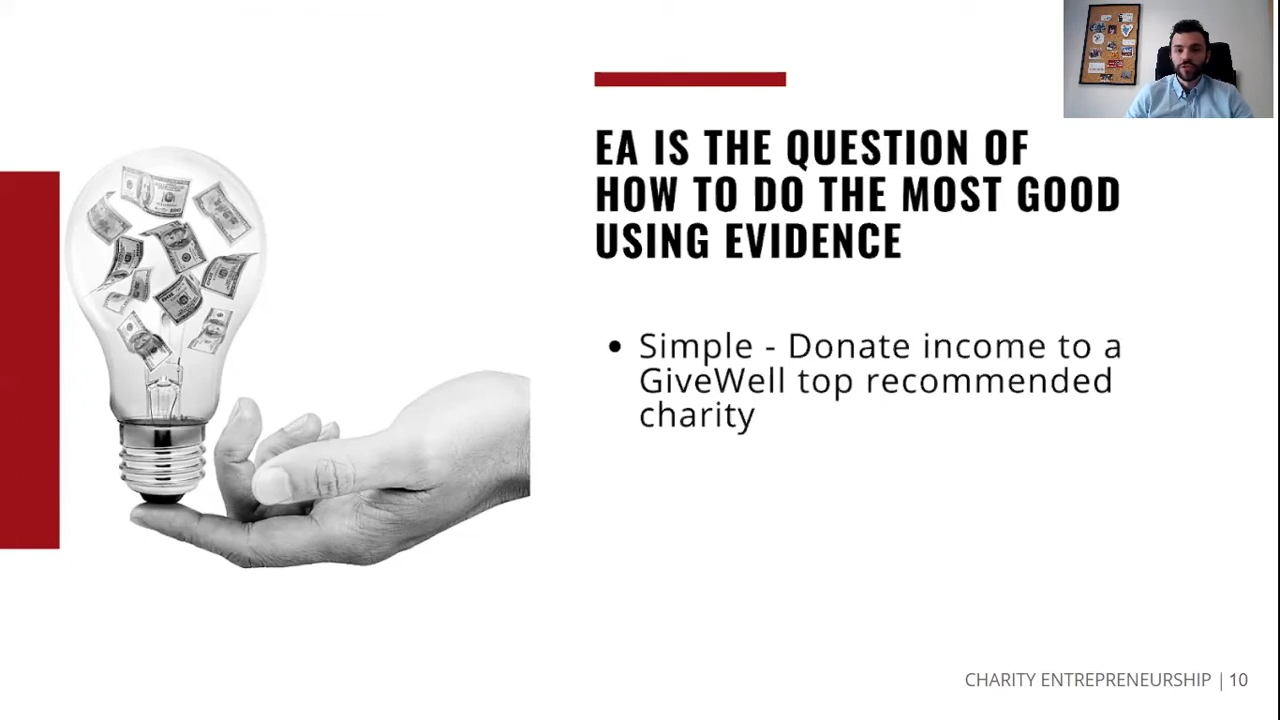 EA IS THE QUESTION OF
HOW TO DO THE MOST GOOD
USING EVIDENCE
• Simple - Donate income to a
GiveWell top recommended
charity
CHARITY ENTREPRENEURSHIP | 10